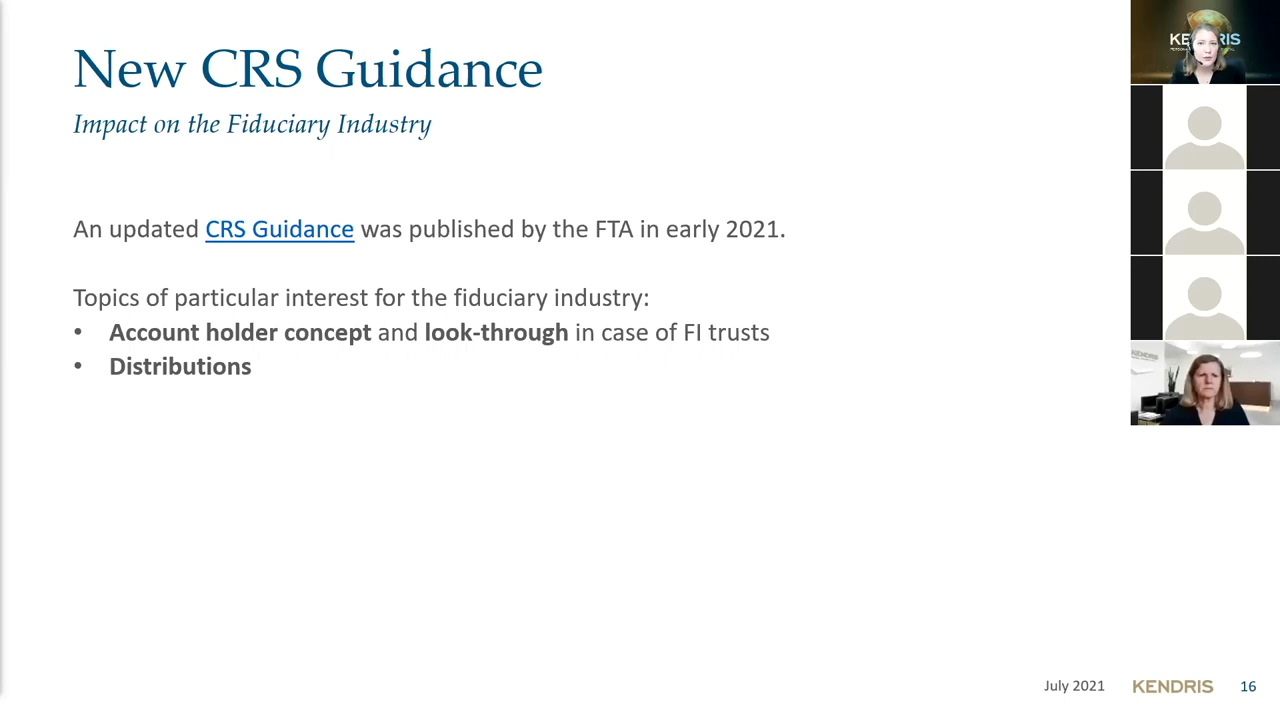 New CRS Guidance
Impact on the Fiduciary Industry
An updated CRS Guidance was published by the FTA in early 2021.
Topics of particular interest for the fiduciary industry:
• Account holder concept and look-through in case of FI trusts
• Distributions
July 2021 KENDRIS 16